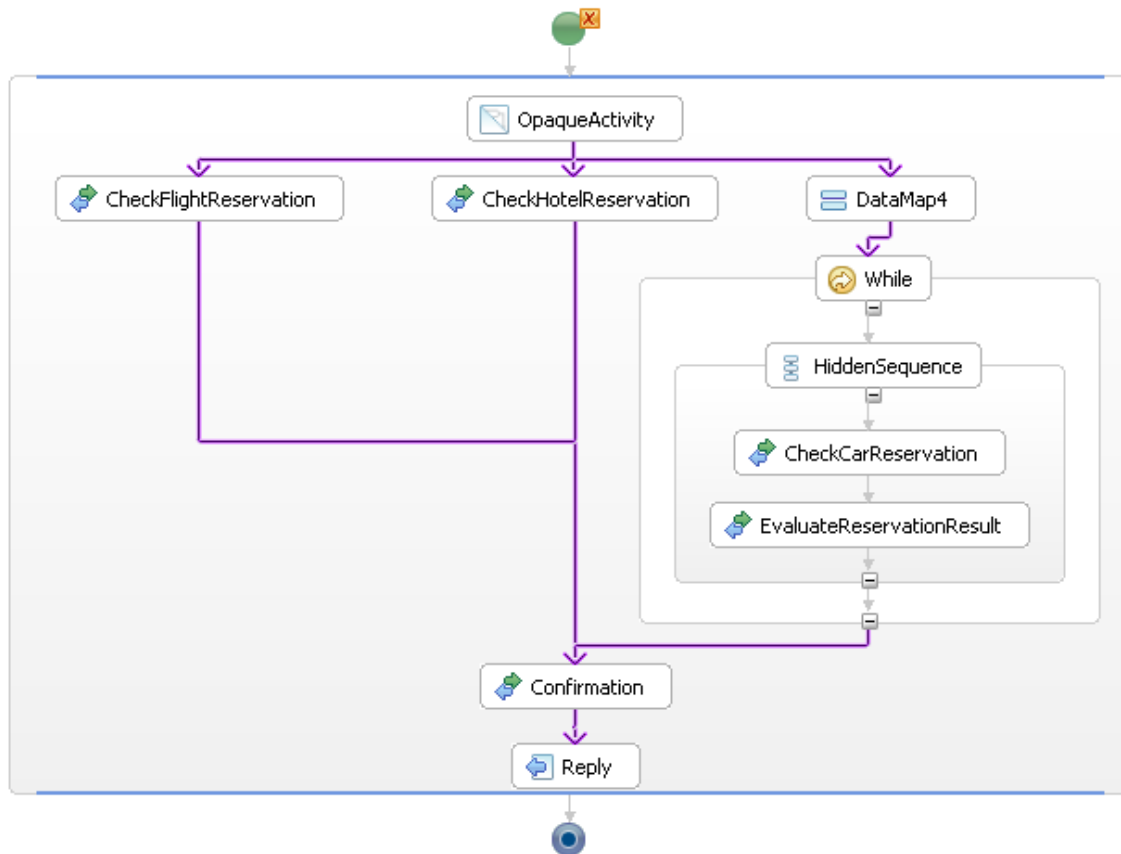 OpaqueActivity
CheckFlightReservation
CheckHotelReservation
DataMap4
While
HiddenSequence
CheckCarReservation
EvaluateReservationResult
Confirmation
Reply